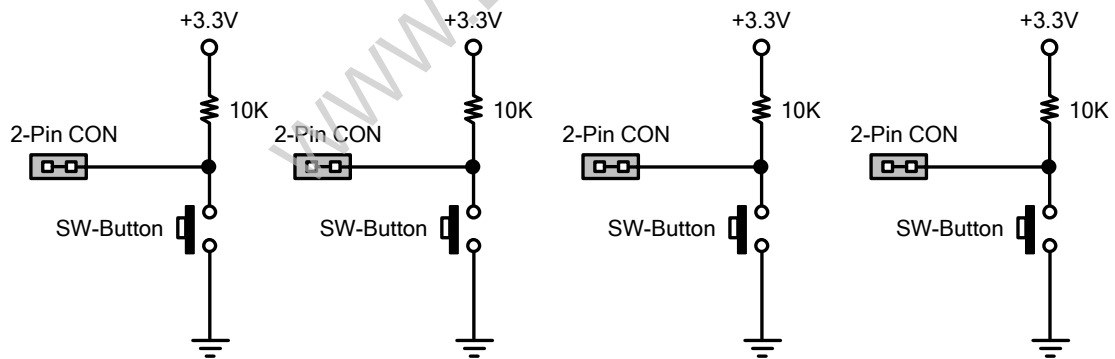 +3.3V +3.3V +3.3V +3.3V
10K 10K 10K 10K
2-Pin CON 2-Pin CON 2-Pin CON 2-Pin CON
SW-Button SW-Button SW-Button SW-Button
www.